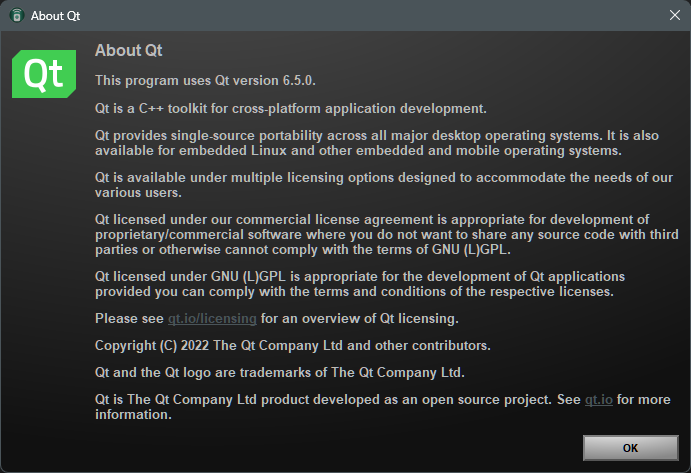 About Qt
About Qt
Qt
This program uses Qt version 6.5.0.
Qt is a C++ toolkit for cross-platform application development.
Qt provides single-source portability across all major desktop operating systems. It is also
available for embedded Linux and other embedded and mobile operating systems.
Qt is available under multiple licensing options designed to accommodate the needs of our
various users.
Qt licensed under our commercial license agreement is appropriate for development of
proprietary/commercial software where you do not want to share any source code with third
parties or otherwise cannot comply with the terms of GNU (L)GPL.
Qt licensed under GNU (L)GPL is appropriate for the development of Qt applications
provided you can comply with the terms and conditions of the respective licenses.
Please see qt.io/licensing for an overview of Qt licensing.
Copyright (C) 2022 The Qt Company Ltd and other contributors.
Qt and the Qt logo are trademarks of The Qt Company Ltd.
Qt is The Qt Company Ltd product developed as an open source project. See qt.io for more
information.
OK